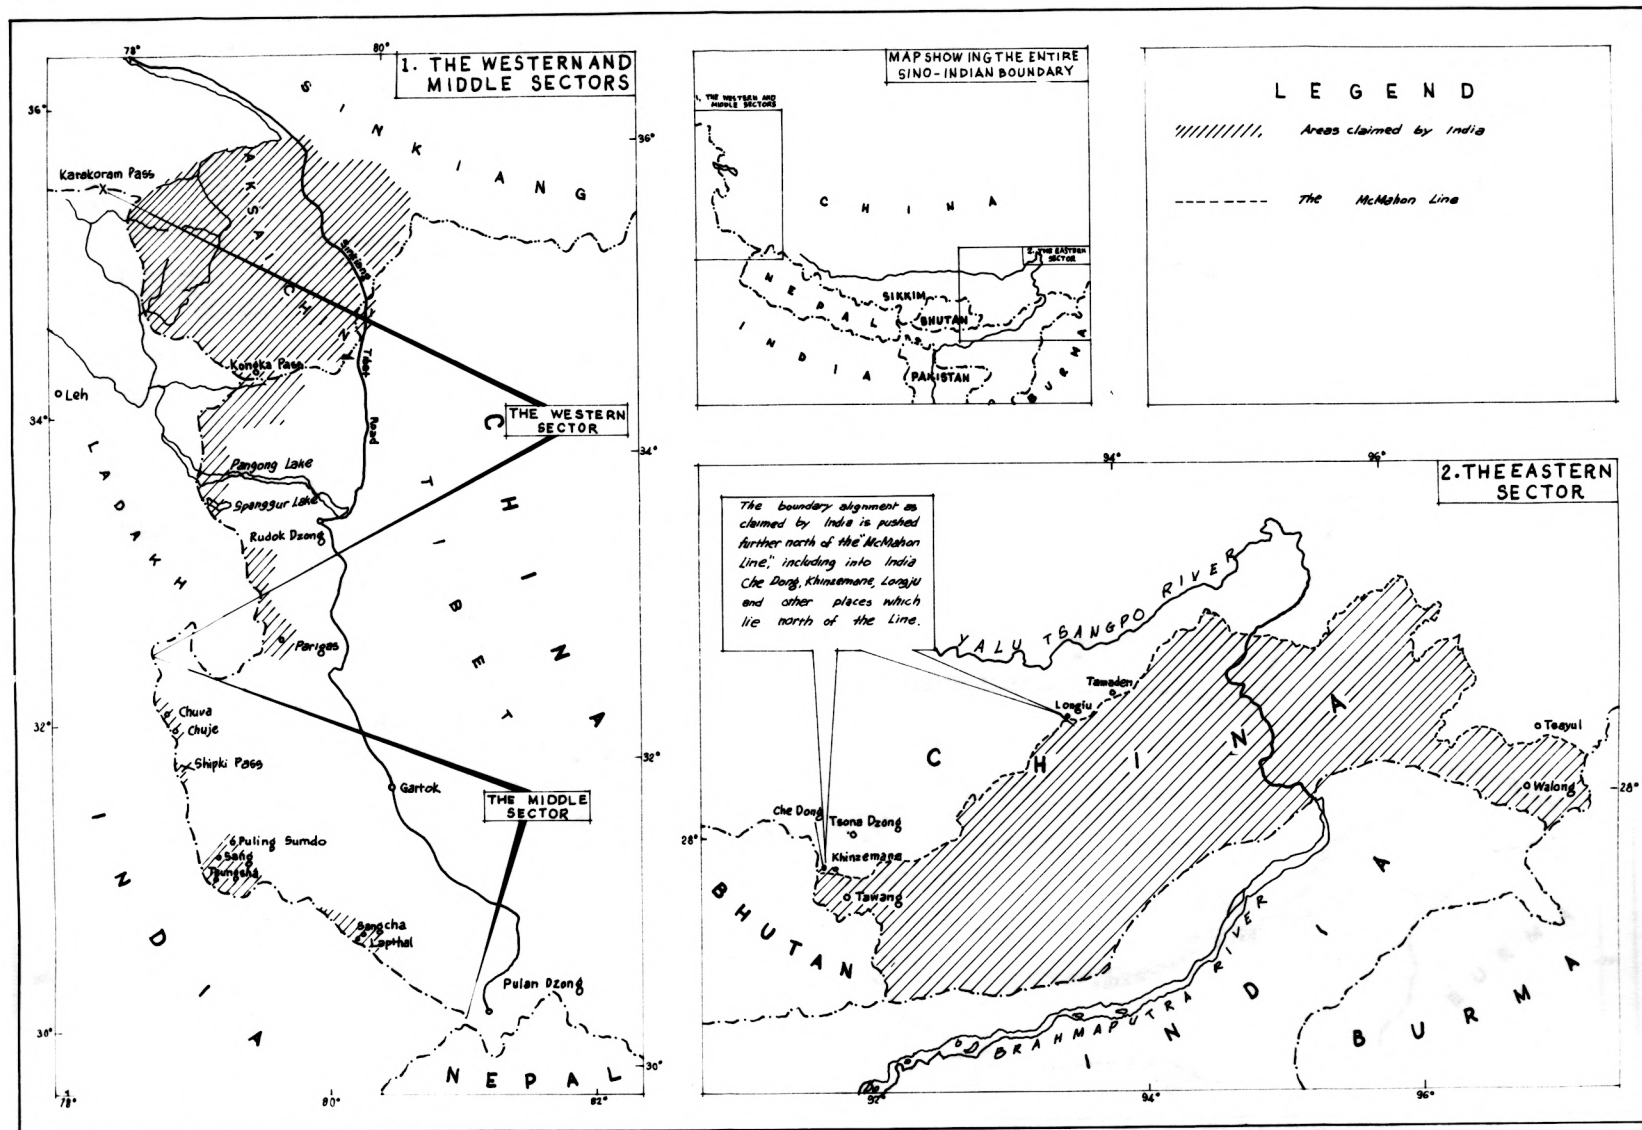 78°
80°
1. THE WESTERN AND
MIDDLE SECTORS
36°
36°
SINKIANG
Karakoram Pass
AKSAI CHIN
Sinkiang
Tibet
Road
Kongka Pass
Leh
34°
34°
THE WESTERN
SECTOR
LADAKH
Pangong Lake
Spanggur Lake
Rudok Dzong
CHINA
TIBET
Parigas
32°
32°
Chuva
Chuje
Shipki Pass
Gartok
THE MIDDLE
SECTOR
INDIA
Puling Sumdo
Sang
Tsungsha
Sangcha
Lapthal
Pulan Dzong
30°
30°
NEPAL
78°
80°
82°
MAP SHOWING THE ENTIRE
SINO-INDIAN BOUNDARY
1. THE WESTERN AND
MIDDLE SECTORS
CHINA
2. THE EASTERN
SECTOR
NEPAL
SIKKIM
BHUTAN
INDIA
PAKISTAN
BURMA
LEGEND
Areas claimed by India
The McMahon Line
94°
96°
2. THE EASTERN
SECTOR
The boundary alignment as
claimed by India is pushed
further north of the "McMahon
Line," including into India
Che Dong, Khinzemane, Longju
and other places which
lie north of the Line.
YALU TSANGPO RIVER
Tamaden
Longju
CHINA
Tsayul
Walong
28°
28°
Che Dong
Tsona Dzong
Khinzemane
Tawang
BHUTAN
BRAHMAPUTRA RIVER
INDIA
BURMA
92°
94°
96°